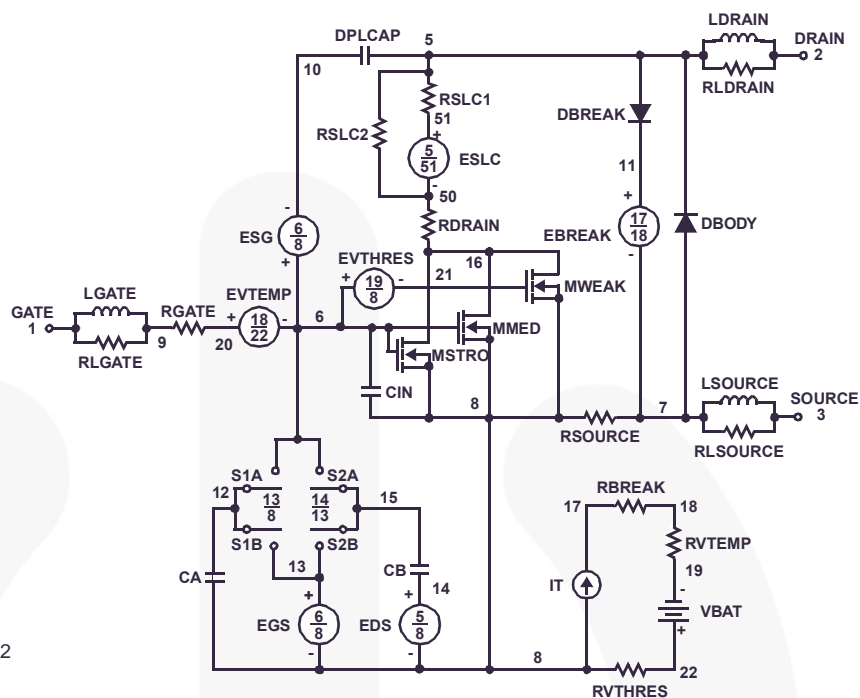 LDRAIN
DPLCAP 5 DRAIN
10 2
RLDRAIN
RSLC1
DBREAK
51
RSLC2
+
5
51
ESLC
11
-
50
-
+
RDRAIN
6
8
ESG
17
18
EBREAK
DBODY
+
EVTHRES
16
-
+
19
8
-
21
MWEAK
LGATE
EVTEMP
GATE
RGATE
+
18
22
-
6
MMED
1
9
20
MSTRO
RLGATE
LSOURCE
CIN
SOURCE
8
7
3
RSOURCE
RLSOURCE
S1A
S2A
12
13
8
14
13
15
RBREAK
17
18
S1B
S2B
RVTEMP
13
CB
19
CA
14
IT
-
+
+
VBAT
EGS
6
8
EDS
5
8
+
-
-
8
22
RVTHRES
2